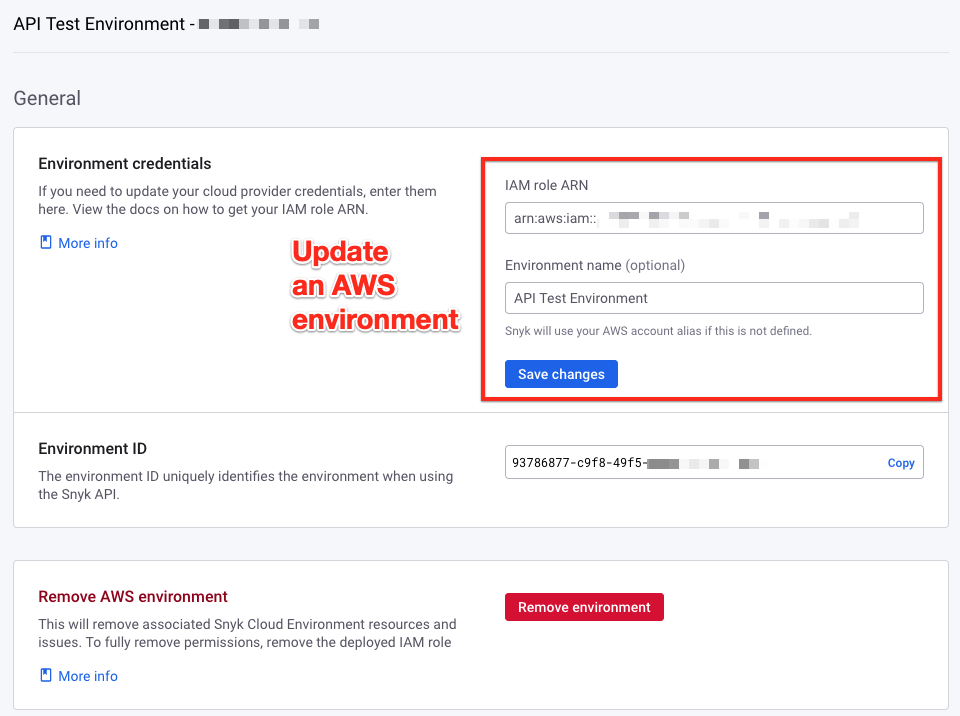 API Test Environment -
General
Environment credentials
If you need to update your cloud provider credentials, enter them
here. View the docs on how to get your IAM role ARN.
More info
Update
an AWS
environment
IAM role ARN
arn:aws:iam::
Environment name (optional)
API Test Environment
Snyk will use your AWS account alias if this is not defined.
Save changes
Environment ID
The environment ID uniquely identifies the environment when using
the Snyk API.
93786877-c9f8-49f5-
Copy
Remove AWS environment
This will remove associated Snyk Cloud Environment resources and
issues. To fully remove permissions, remove the deployed IAM role
More info
Remove environment